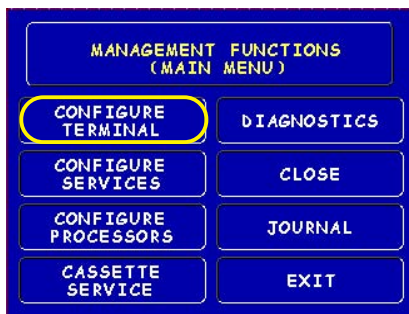 MANAGEMENT FUNCTIONS
(MAIN MENU)
CONFIGURE
TERMINAL
DIAGNOSTICS
CONFIGURE
SERVICES
CLOSE
CONFIGURE
PROCESSORS
JOURNAL
CASSETTE
SERVICE
EXIT